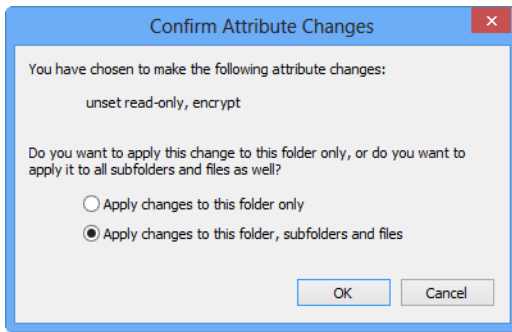 Confirm Attribute Changes
You have chosen to make the following attribute changes:
unset read-only, encrypt
Do you want to apply this change to this folder only, or do you want to
apply it to all subfolders and files as well?
Apply changes to this folder only
Apply changes to this folder, subfolders and files
OK Cancel